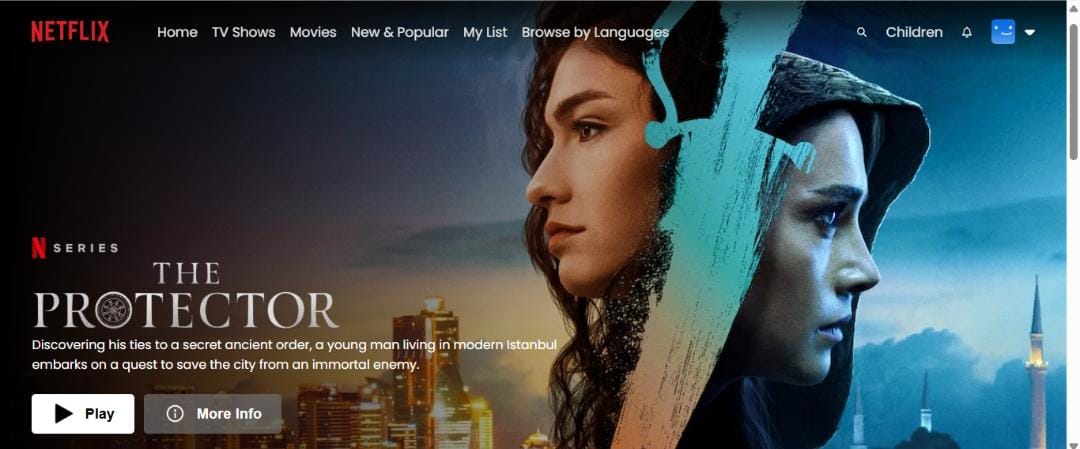 NETFLIX Home TV Shows Movies New & Popular My List Browse by Languages Children
N SERIES
THE
PROTECTOR
Discovering his ties to a secret ancient order, a young man living in modern Istanbul
embarks on a quest to save the city from an immortal enemy.
Play More Info